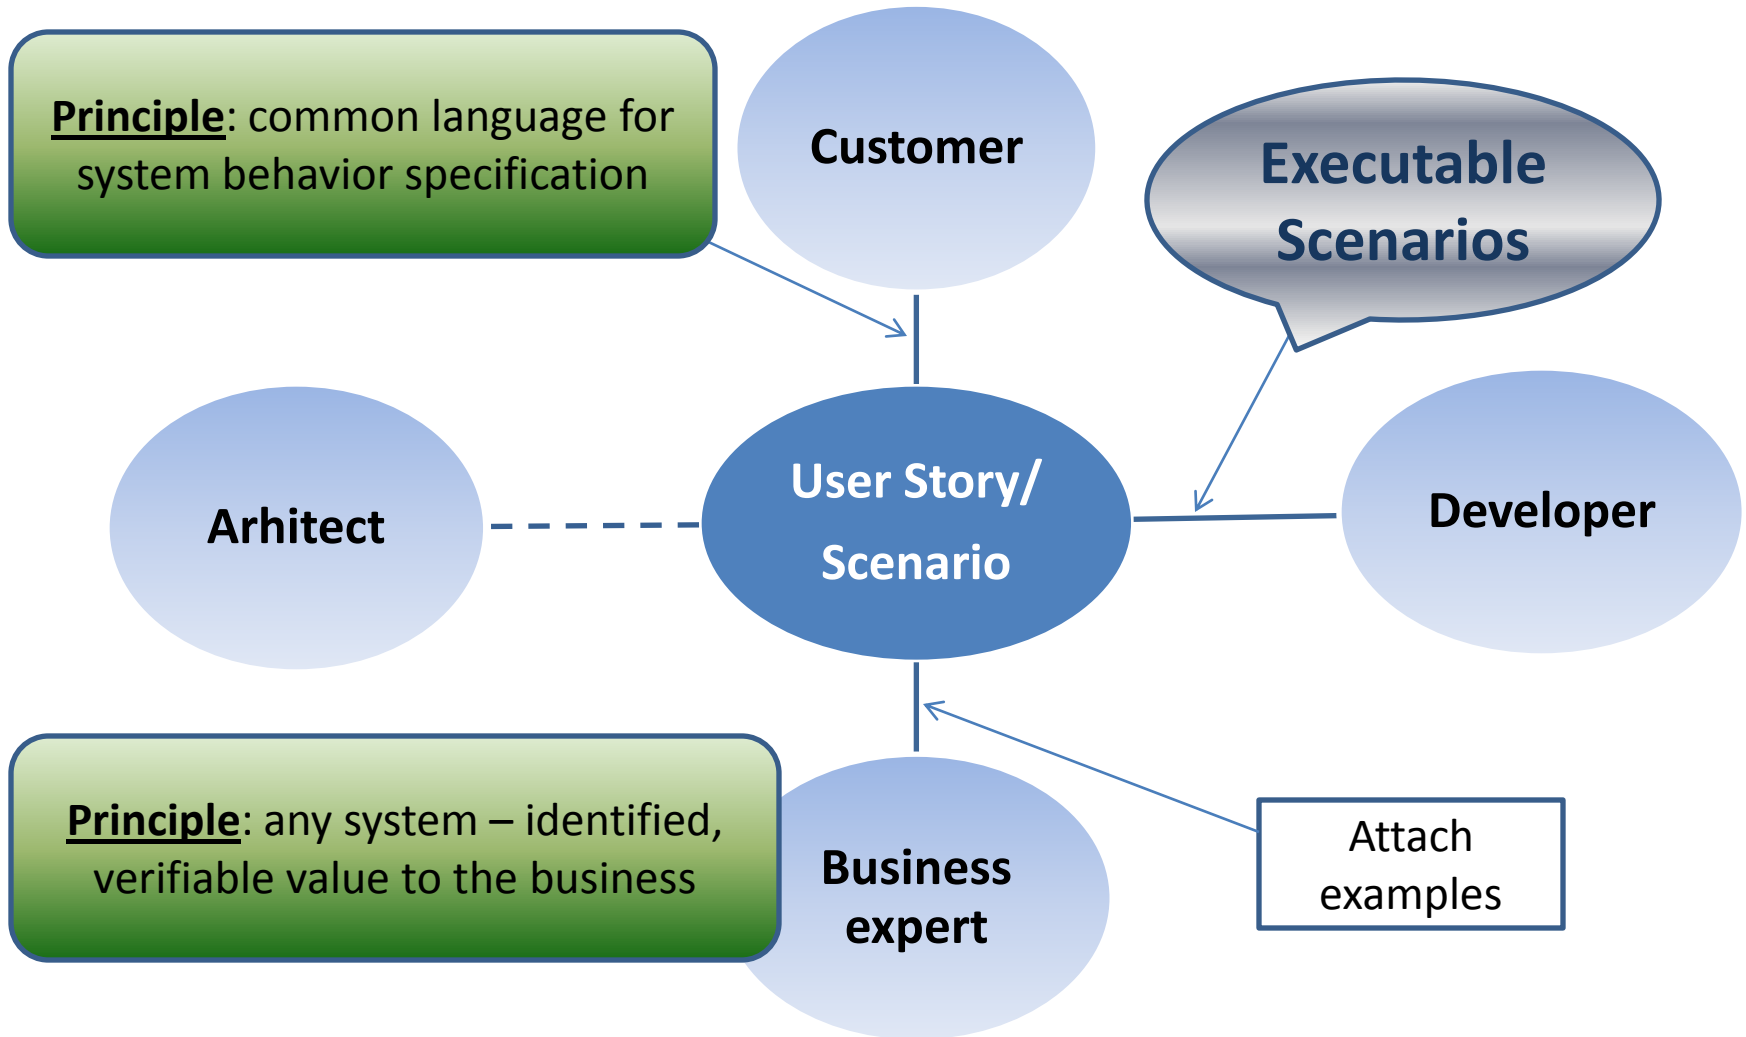 Principle: common language for
system behavior specification
Customer
Executable
Scenarios
Arhitect
User Story/
Scenario
Developer
Principle: any system – identified,
verifiable value to the business
Business
expert
Attach
examples